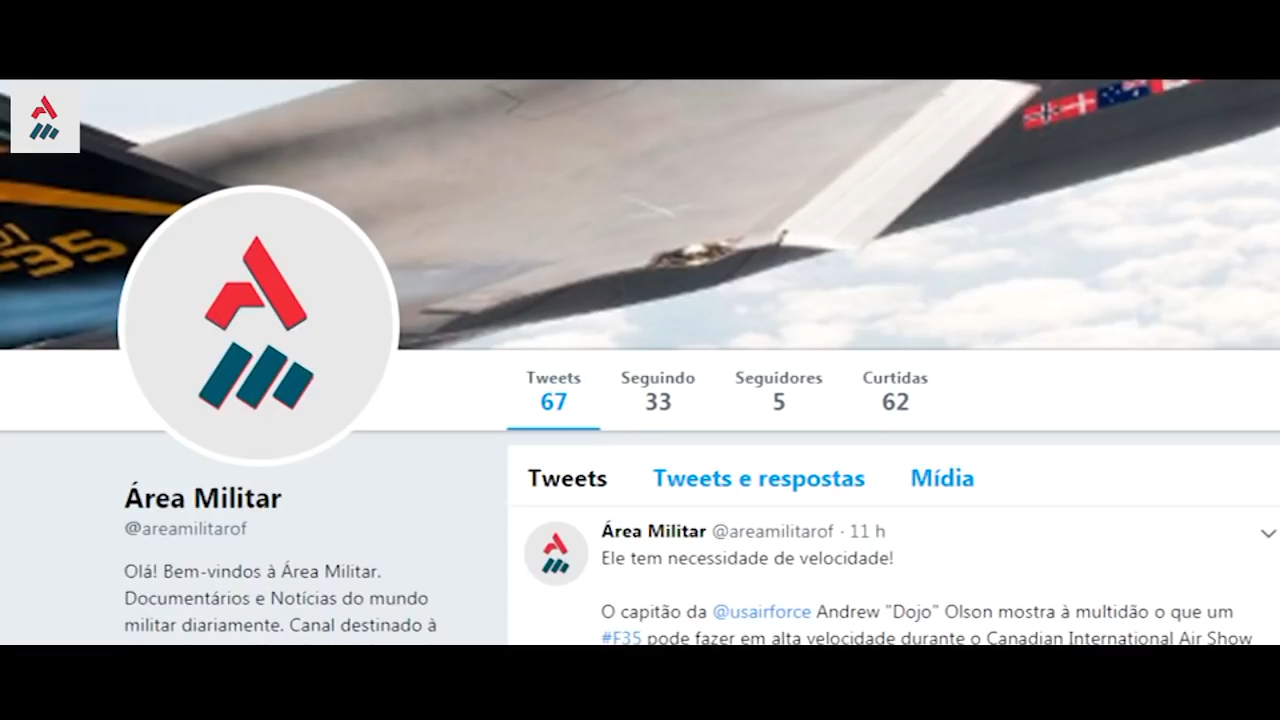 F-35
Tweets Seguindo Seguidores Curtidas
67 33 5 62
Tweets Tweets e respostas Mídia
Área Militar
@areamilitarof
Olá! Bem-vindos à Área Militar.
Documentários e Notícias do mundo
militar diariamente. Canal destinado à
Área Militar @areamilitarof · 11 h
Ele tem necessidade de velocidade!
O capitão da @usairforce Andrew "Dojo" Olson mostra à multidão o que um
#F35 pode fazer em alta velocidade durante o Canadian International Air Show